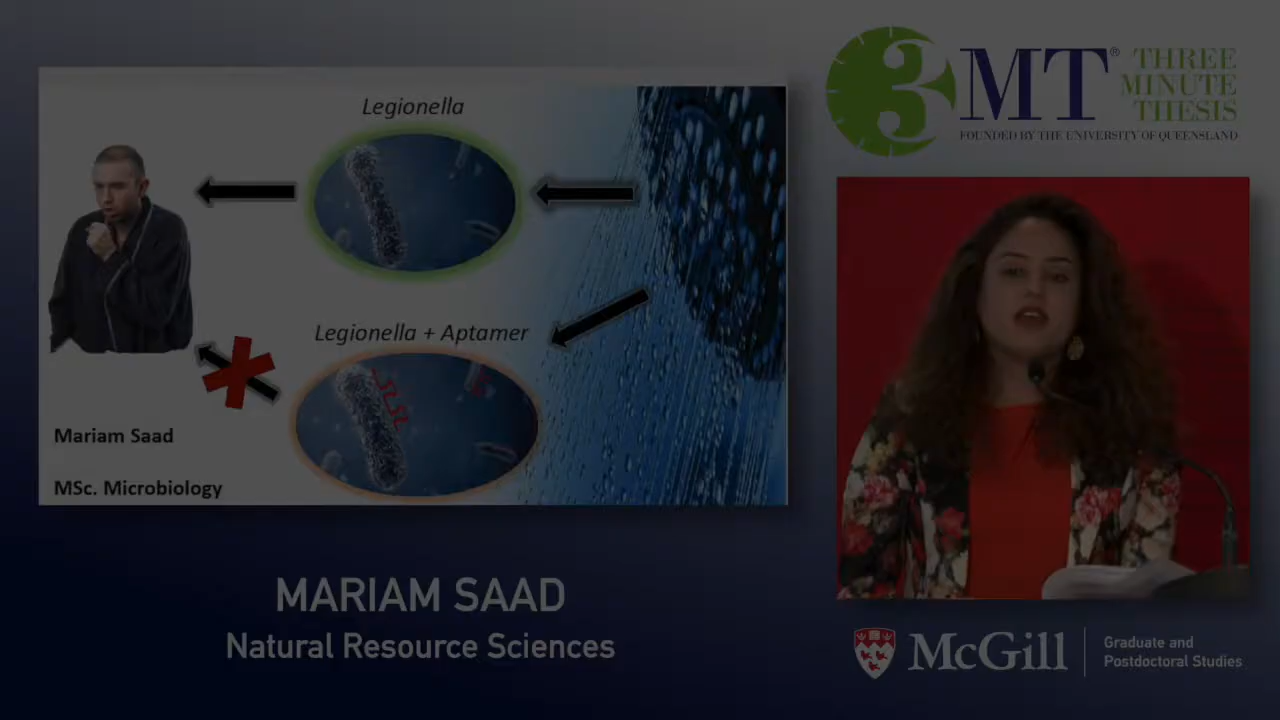 Legionella
Legionella + Aptamer
Mariam Saad
MSc. Microbiology
3MT® THREE
MINUTE
THESIS
FOUNDED BY THE UNIVERSITY OF QUEENSLAND
MARIAM SAAD
Natural Resource Sciences
McGill
Graduate and
Postdoctoral Studies